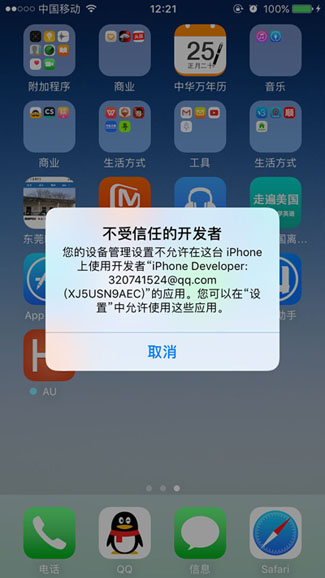 中国移动
12:21
100%
附加程序
商业
中华万年历
音乐
25
正月二十
商业
生活方式
工具
生活方式
走遍美国
东莞
App
助手
AU
不受信任的开发者
您的设备管理设置不允许在这台 iPhone
上使用开发者“iPhone Developer:
320741524@qq.com
(XJ5USN9AEC)”的应用。您可以在“设
置”中允许使用这些应用。
取消
电话
QQ
信息
Safari